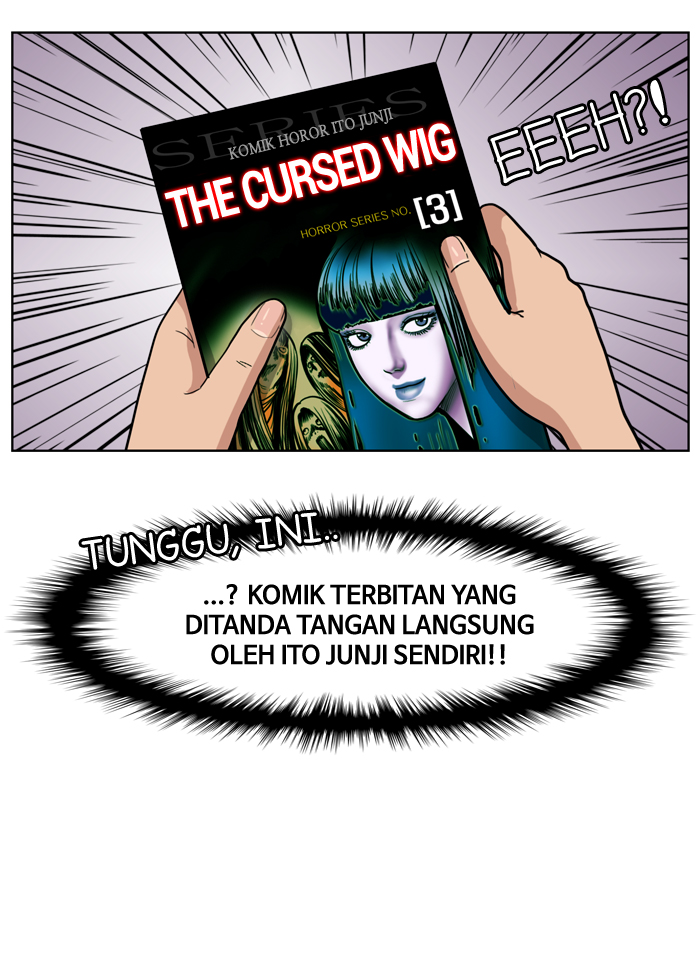 SERIES
KOMIK HOROR ITO JUNJI
THE CURSED WIG
HORROR SERIES NO. [3]
EEEH?!
TUNGGU, INI..
...? KOMIK TERBITAN YANG
DITANDA TANGAN LANGSUNG
OLEH ITO JUNJI SENDIRI!!